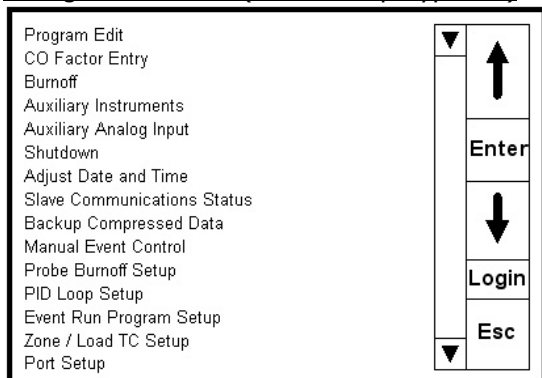 Program Edit
CO Factor Entry
Burnoff
Auxiliary Instruments
Auxiliary Analog Input
Shutdown
Adjust Date and Time
Slave Communications Status
Backup Compressed Data
Manual Event Control
Probe Burnoff Setup
PID Loop Setup
Event Run Program Setup
Zone / Load TC Setup
Port Setup
Enter
Login
Esc